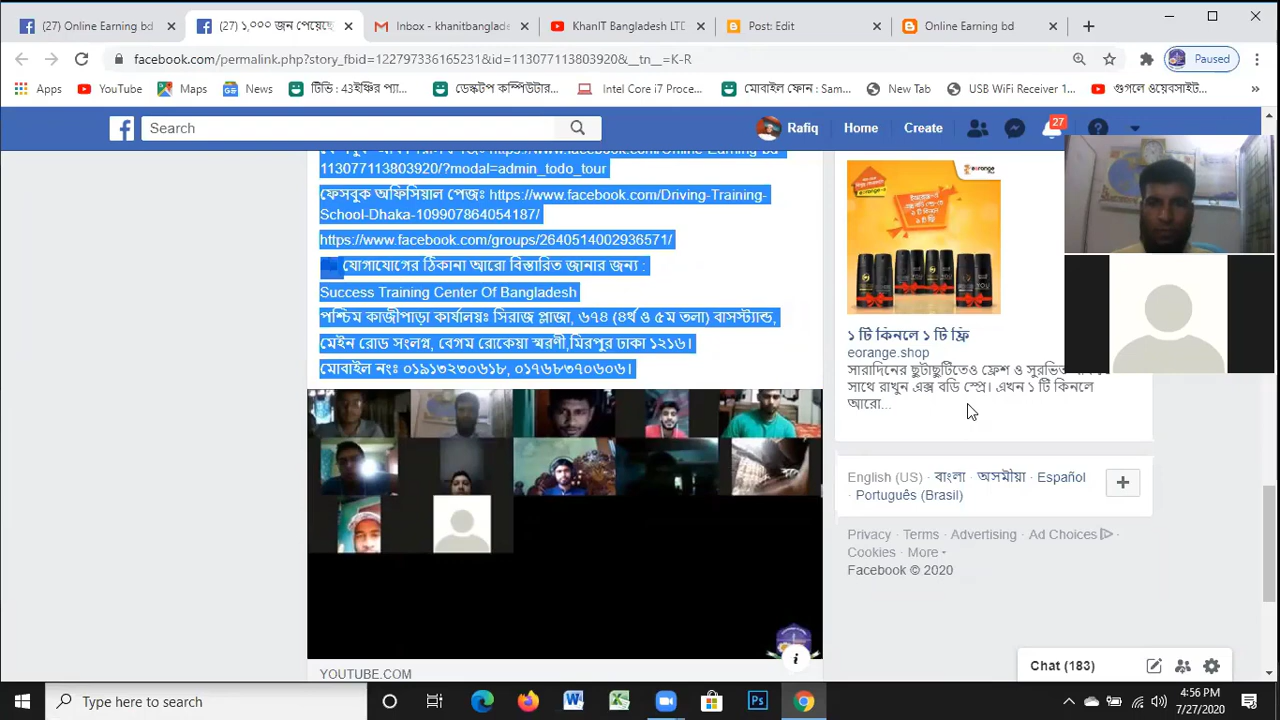 (27) Online Earning bd
(27) ১,০০০ জন পেয়েছে
Inbox - khanitbanglade
KhanIT Bangladesh LTD
Post: Edit
Online Earning bd
facebook.com/permalink.php?story_fbid=122797336165231&id=113077113803920&__tn__=K-R
Paused
Apps
YouTube
Maps
News
টিভি : 43ইঞ্চির প্যা...
ডেস্কটপ কম্পিউটার...
Intel Core i7 Proce...
মোবাইল ফোন : Sam...
New Tab
USB WiFi Receiver 1...
গুগলে ওয়েবসাইট...
Search
Rafiq
Home
Create
27
113077113803920/?modal=admin_todo_tour
ফেসবুক অফিসিয়াল পেজঃ https://www.facebook.com/Driving-Training-
School-Dhaka-109907864054187/
https://www.facebook.com/groups/2640514002936571/
যোগাযোগের ঠিকানা আরো বিস্তারিত জানার জন্য :
Success Training Center Of Bangladesh
পশ্চিম কাজীপাড়া কার্যালয়ঃ সিরাজ প্লাজা, ৬৭৪ (৪র্থ ও ৫ম তলা) বাসস্ট্যান্ড,
মেইন রোড সংলগ্ন, বেগম রোকেয়া স্মরণী,মিরপুর ঢাকা ১২১৬।
মোবাইল নংঃ ০১৯১৩২৩০৬১৮, ০১৭৬৮৩৭০৬০৬।
YOUTUBE.COM
eorange
১ টি কিনলে ১ টি ফ্রি
eorange.shop
সারাদিনের ছুটাছুটিতেও ফ্রেশ ও সুরভিত
সাথে রাখুন এক্স বডি স্প্রে। এখন ১ টি কিনলে
আরো...
English (US) · বাংলা · অসমীয়া · Español
· Português (Brasil)
Privacy · Terms · Advertising · Ad Choices ·
Cookies · More
Facebook © 2020
Chat (183)
Type here to search
4:56 PM
7/27/2020